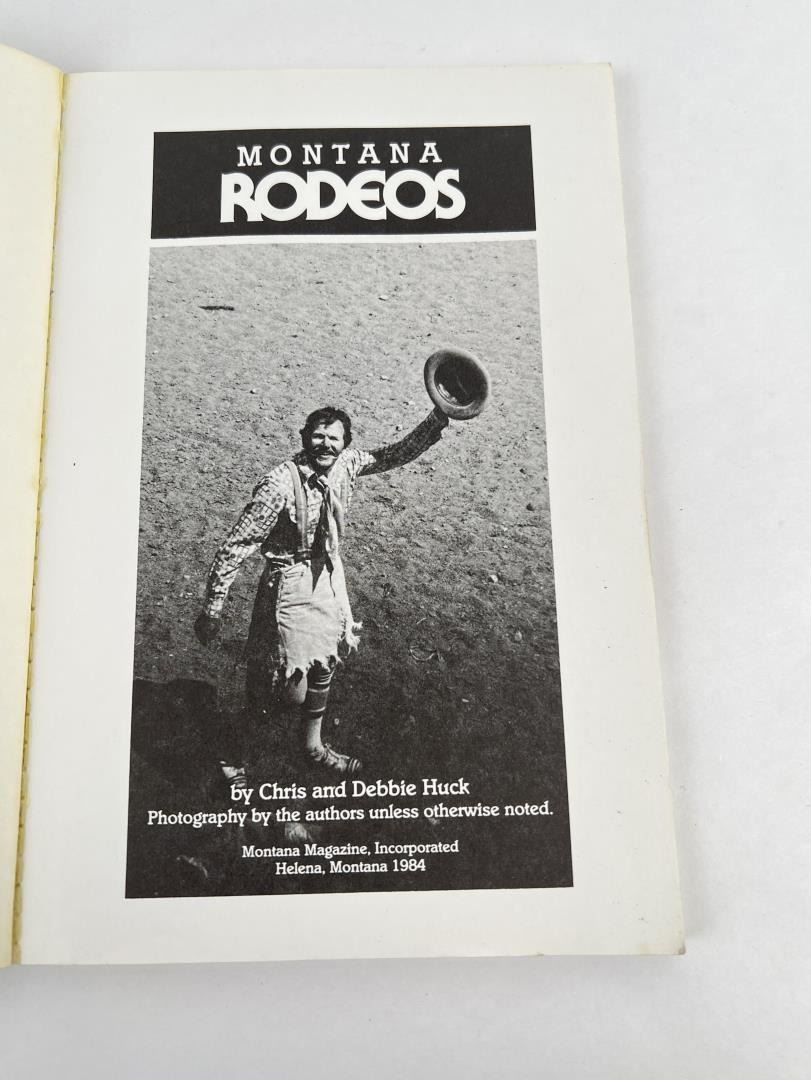 MONTANA
RODEOS
by Chris and Debbie Huck
Photography by the authors unless otherwise noted.
Montana Magazine, Incorporated
Helena, Montana 1984